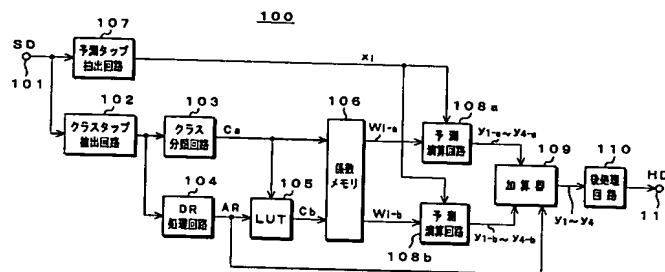 100
107
SD
101
予測タップ
抽出回路
xi
102
クラスタップ
抽出回路
103
クラス
分類回路
Ca
106
係数
メモリ
Wi-a
108a
予測
演算回路
y1-a~y4-a
109
加算器
110
後処理
回路
HD
11
y1~y4
104
DR
処理回路
AR
105
LUT
Cb
Wi-b
予測
演算回路
108b
y1-b~y4-b